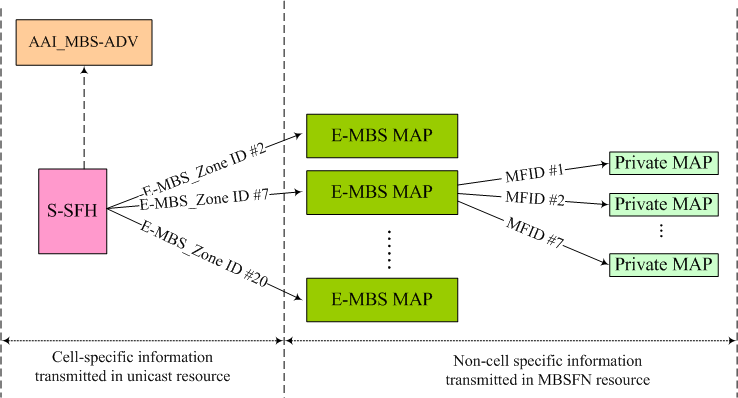 AAI_MBS-ADV
S-SFH
E-MBS_Zone ID #2
E-MBS_Zone ID #7
E-MBS_Zone ID #20
E-MBS MAP
E-MBS MAP
E-MBS MAP
MFID #1
MFID #2
MFID #7
Private MAP
Private MAP
Private MAP
Cell-specific information
transmitted in unicast resource
Non-cell specific information
transmitted in MBSFN resource